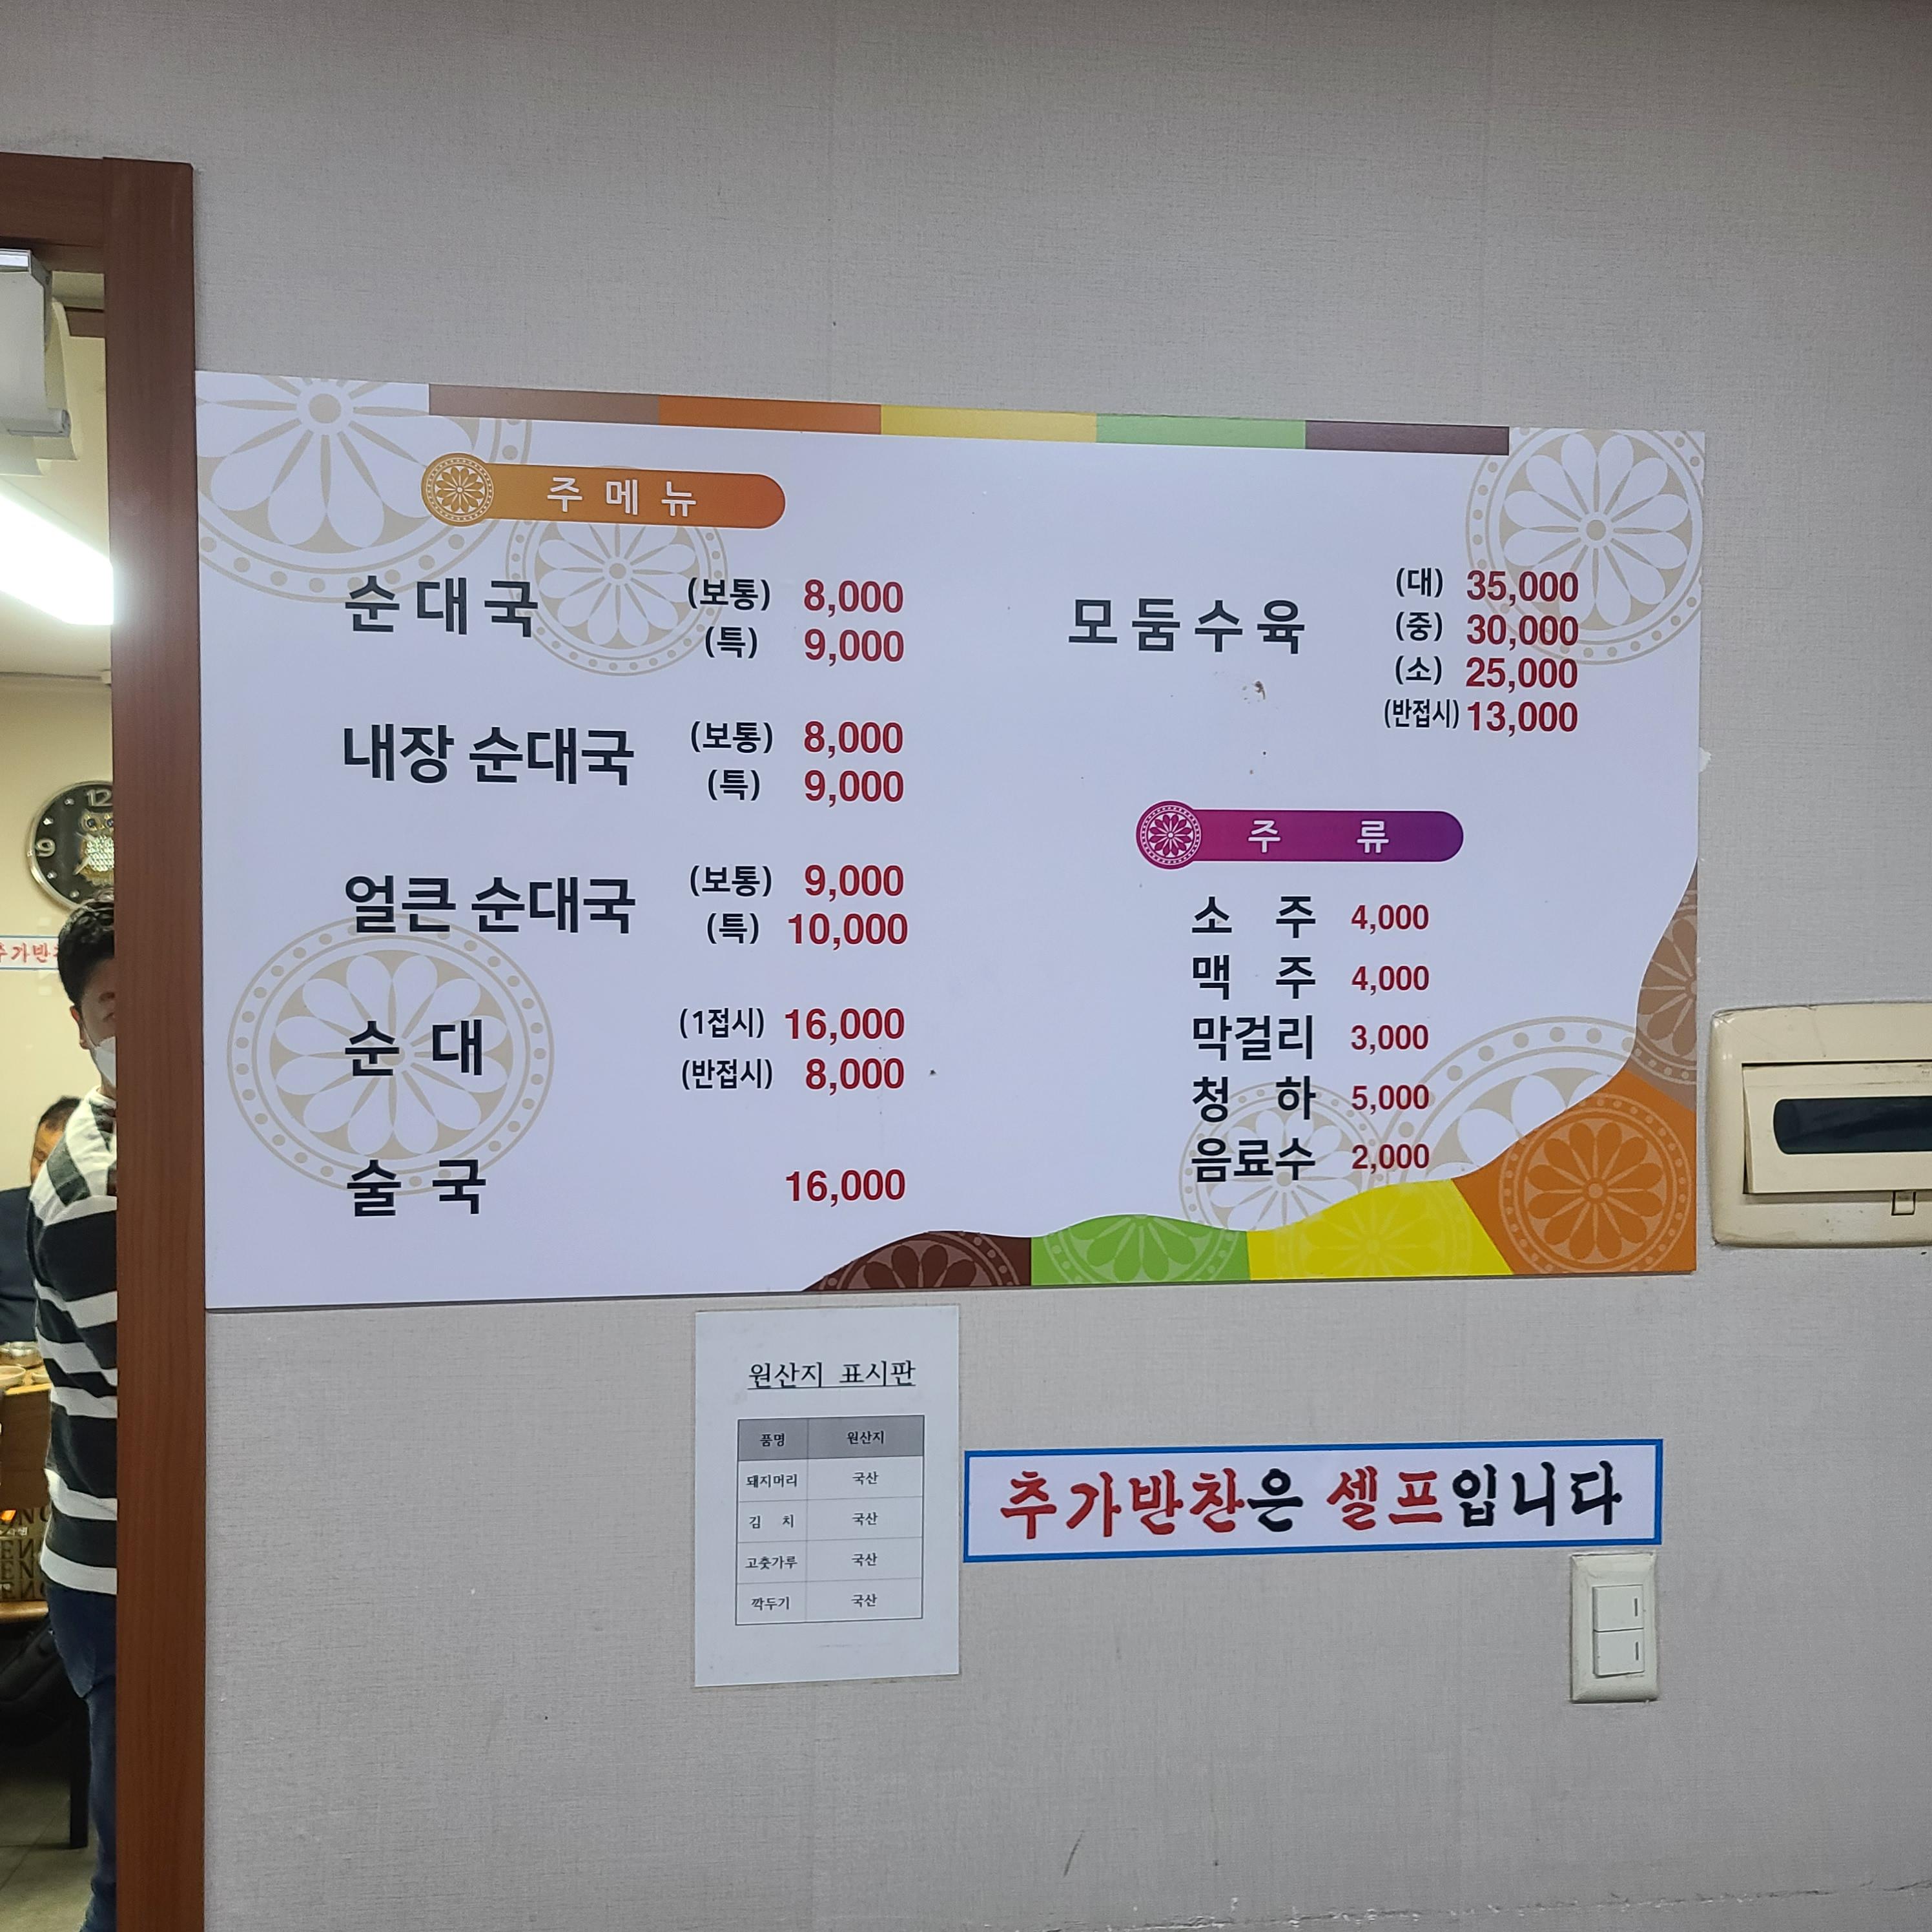 주메뉴
순대국 (보통) 8,000
(특) 9,000
내장 순대국 (보통) 8,000
(특) 9,000
얼큰 순대국 (보통) 9,000
(특) 10,000
순대 (1접시) 16,000
(반접시) 8,000
술국 16,000
모둠수육 (대) 35,000
(중) 30,000
(소) 25,000
(반접시) 13,000
주류
소주 4,000
맥주 4,000
막걸리 3,000
청하 5,000
음료수 2,000
원산지 표시판
품명 원산지
돼지머리 국산
김치 국산
고춧가루 국산
깍두기 국산
추가반찬은 셀프입니다
12
9
추가반